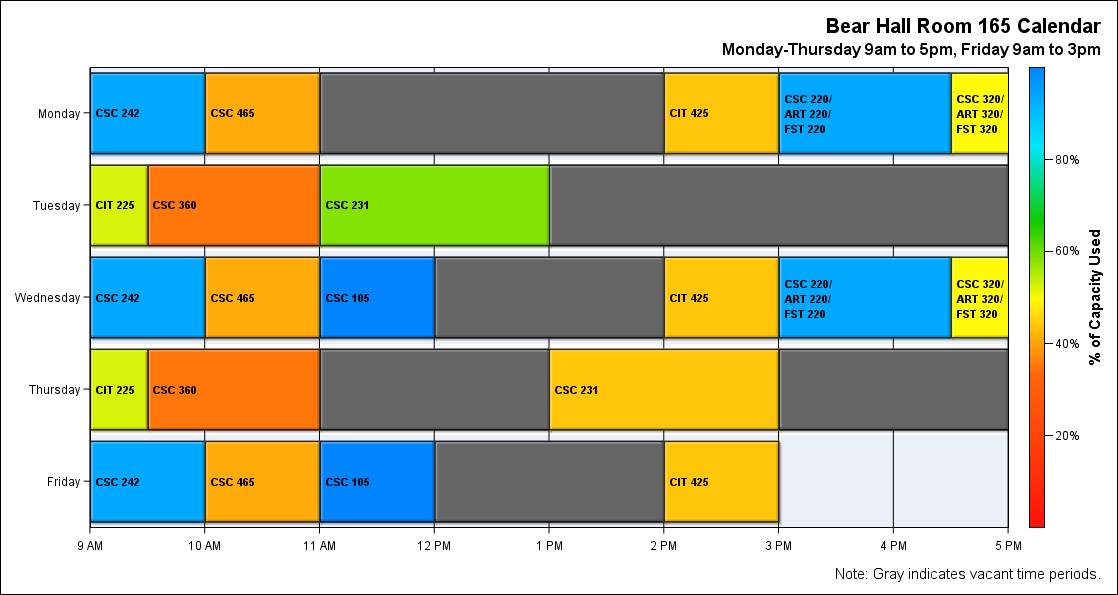 Bear Hall Room 165 Calendar
Monday-Thursday 9am to 5pm, Friday 9am to 3pm
Monday
CSC 242
CSC 465
CIT 425
CSC 220/
ART 220/
FST 220
CSC 320/
ART 320/
FST 320
Tuesday
CIT 225
CSC 360
CSC 231
Wednesday
CSC 242
CSC 465
CSC 105
CIT 425
CSC 220/
ART 220/
FST 220
CSC 320/
ART 320/
FST 320
Thursday
CIT 225
CSC 360
CSC 231
Friday
CSC 242
CSC 465
CSC 105
CIT 425
9 AM
10 AM
11 AM
12 PM
1 PM
2 PM
3 PM
4 PM
5 PM
80%
60%
40%
20%
% of Capacity Used
Note: Gray indicates vacant time periods.